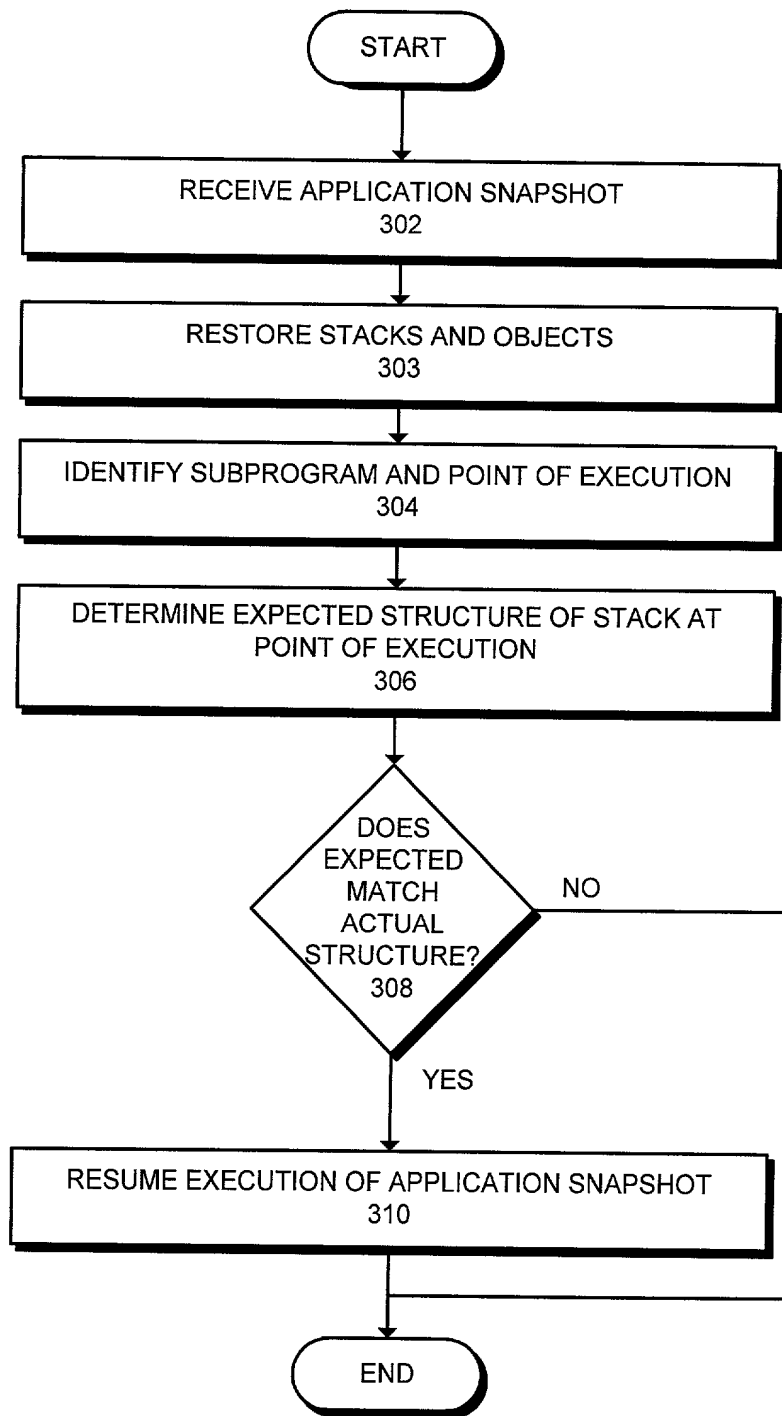 START
RECEIVE APPLICATION SNAPSHOT
302
RESTORE STACKS AND OBJECTS
303
IDENTIFY SUBPROGRAM AND POINT OF EXECUTION
304
DETERMINE EXPECTED STRUCTURE OF STACK AT
POINT OF EXECUTION
306
DOES
EXPECTED
MATCH
ACTUAL
STRUCTURE?
308
NO
YES
RESUME EXECUTION OF APPLICATION SNAPSHOT
310
END